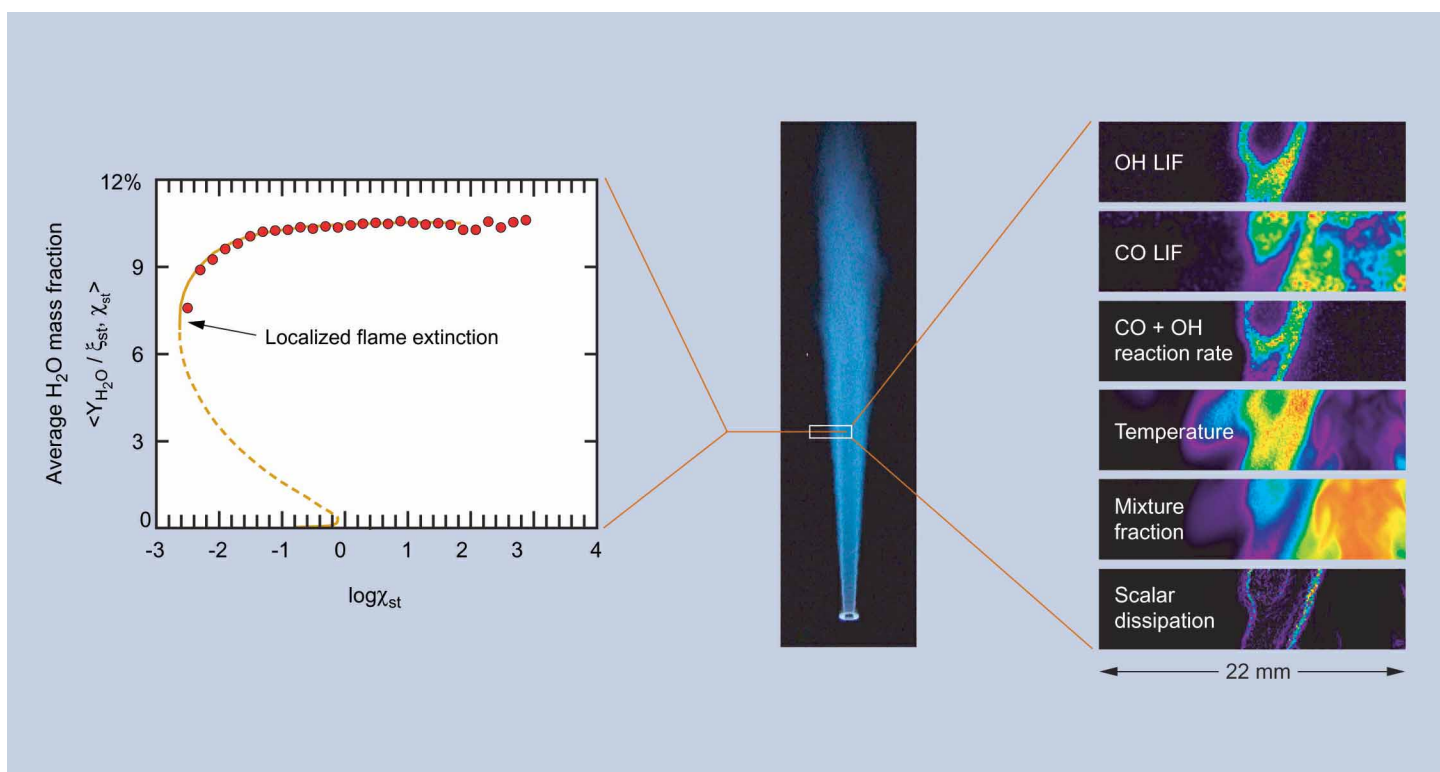 12%
9
6
3
0
-3 -2 -1 0 1 2 3 4
logχst
Average H2O mass fraction
<YH2O / ξst, χst>
Localized flame extinction
OH LIF
CO LIF
CO + OH
reaction rate
Temperature
Mixture
fraction
Scalar
dissipation
22 mm